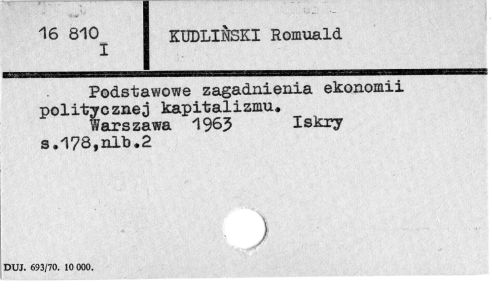 16 810
I
KUDLIŃSKI Romuald
Podstawowe zagadnienia ekonomii
politycznej kapitalizmu.
Warszawa 1963 Iskry
s.178,nlb.2
DUJ. 693/70. 10 000.